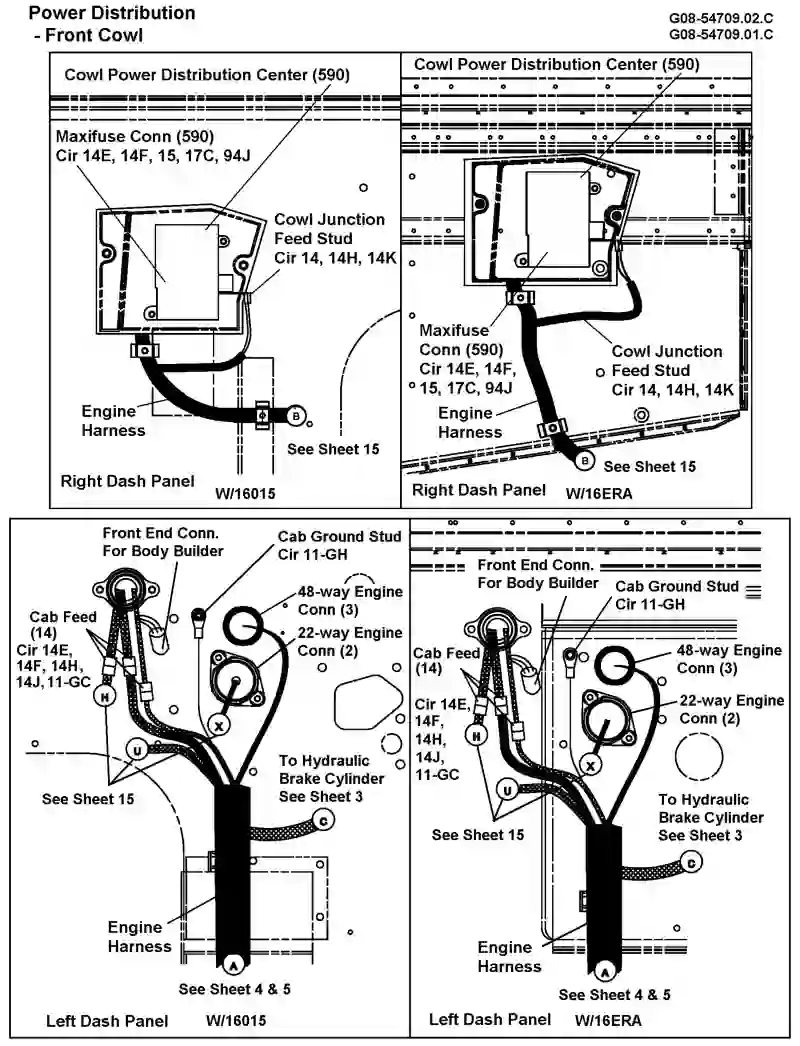 Power Distribution
- Front Cowl
G08-54709.02.C
G08-54709.01.C
Cowl Power Distribution Center (590)
Maxifuse Conn (590)
Cir 14E, 14F, 15, 17C, 94J
Cowl Junction
Feed Stud
Cir 14, 14H, 14K
Engine
Harness
B
See Sheet 15
Right Dash Panel
W/16015
Cowl Power Distribution Center (590)
Maxifuse
Conn (590)
Cir 14E, 14F,
15, 17C, 94J
Cowl Junction
Feed Stud
Cir 14, 14H, 14K
Engine
Harness
B
See Sheet 15
Right Dash Panel
W/16ERA
Front End Conn.
For Body Builder
Cab Ground Stud
Cir 11-GH
48-way Engine
Conn (3)
22-way Engine
Conn (2)
Cab Feed
(14)
Cir 14E,
14F, 14H,
14J, 11-GC
H
X
U
See Sheet 15
To Hydraulic
Brake Cylinder
See Sheet 3
C
Engine
Harness
A
See Sheet 4 & 5
Left Dash Panel
W/16015
Front End Conn.
For Body Builder
Cab Ground Stud
Cir 11-GH
48-way Engine
Conn (3)
22-way Engine
Conn (2)
Cab Feed
(14)
Cir 14E,
14F,
14H,
14J,
11-GC
H
X
U
See Sheet 15
To Hydraulic
Brake Cylinder
See Sheet 3
C
Engine
Harness
A
See Sheet 4 & 5
Left Dash Panel
W/16ERA